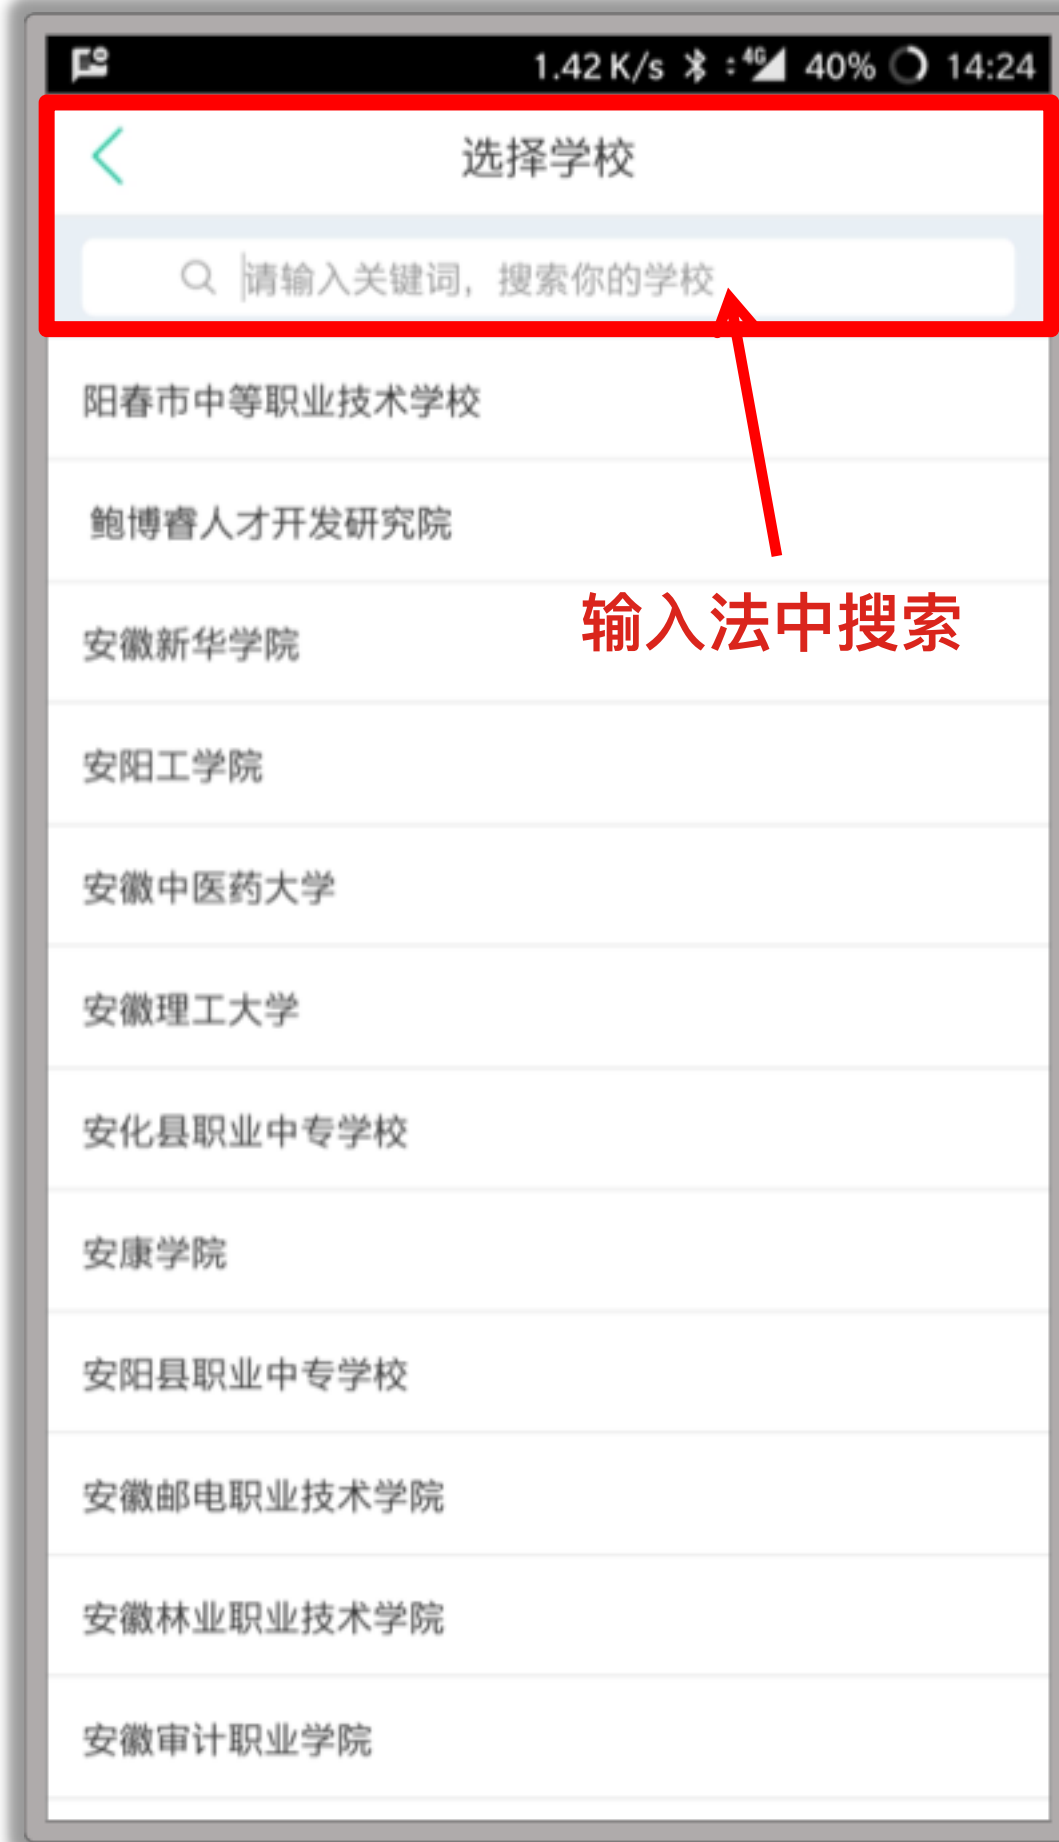 1.42 K/s 4G 40% 14:24
选择学校
请输入关键词，搜索你的学校
阳春市中等职业技术学校
鲍博睿人才开发研究院
输入法中搜索
安徽新华学院
安阳工学院
安徽中医药大学
安徽理工大学
安化县职业中专学校
安康学院
安阳县职业中专学校
安徽邮电职业技术学院
安徽林业职业技术学院
安徽审计职业学院